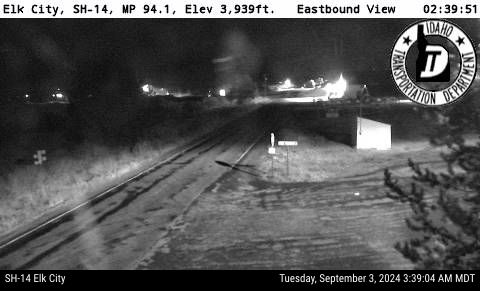 Elk City, SH-14, MP 94.1, Elev 3,939ft. Eastbound View 02:39:51
IDAHO
TRANSPORTATION DEPARTMENT
SH-14 Elk City Tuesday, September 3, 2024 3:39:04 AM MDT